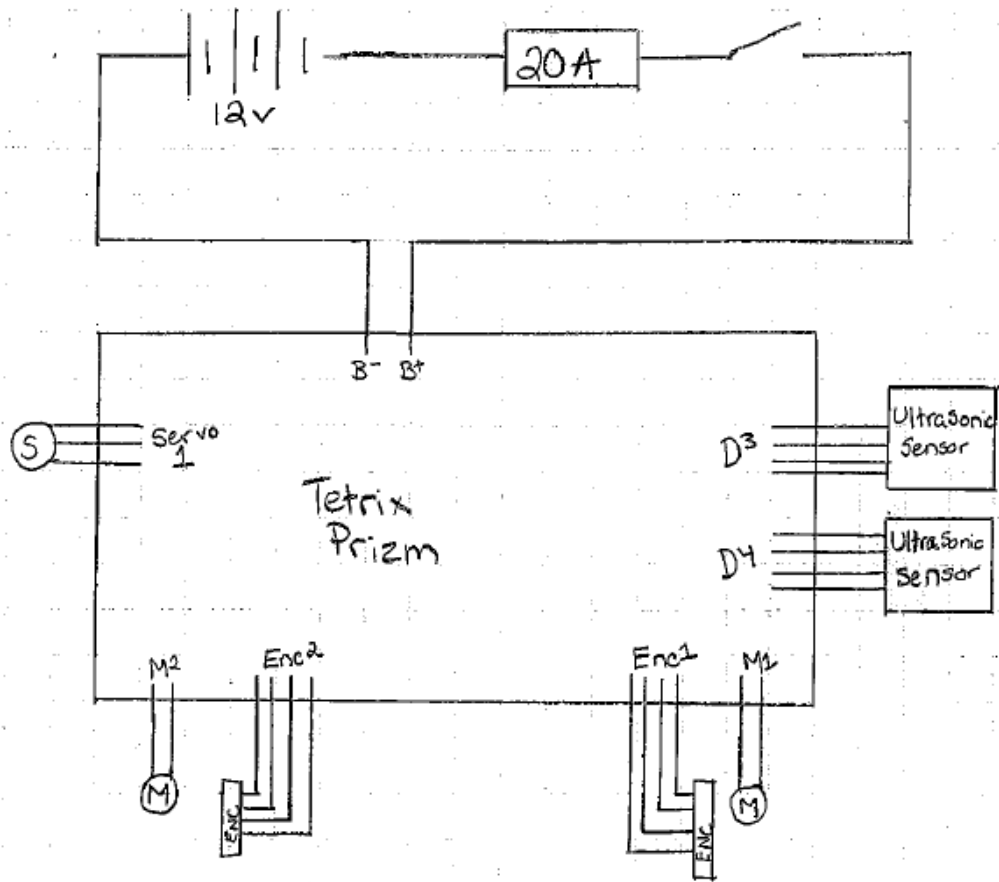 20A
12v
B- B+
Servo
1
S
Tetrix
Prizm
D3
Ultrasonic
Sensor
D4
Ultrasonic
Sensor
M2
Enc2
Enc1
M1
M
ENC
ENC
M